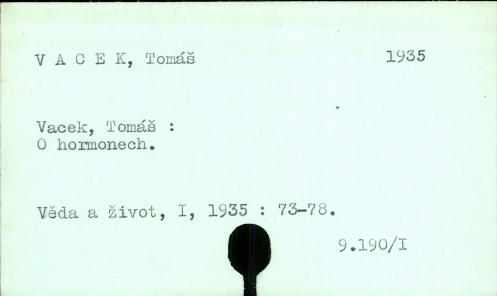 V A C E K, Tomáš 1935
Vacek, Tomáš :
O hormonech.
Věda a život, I, 1935 : 73-78.
9.190/I